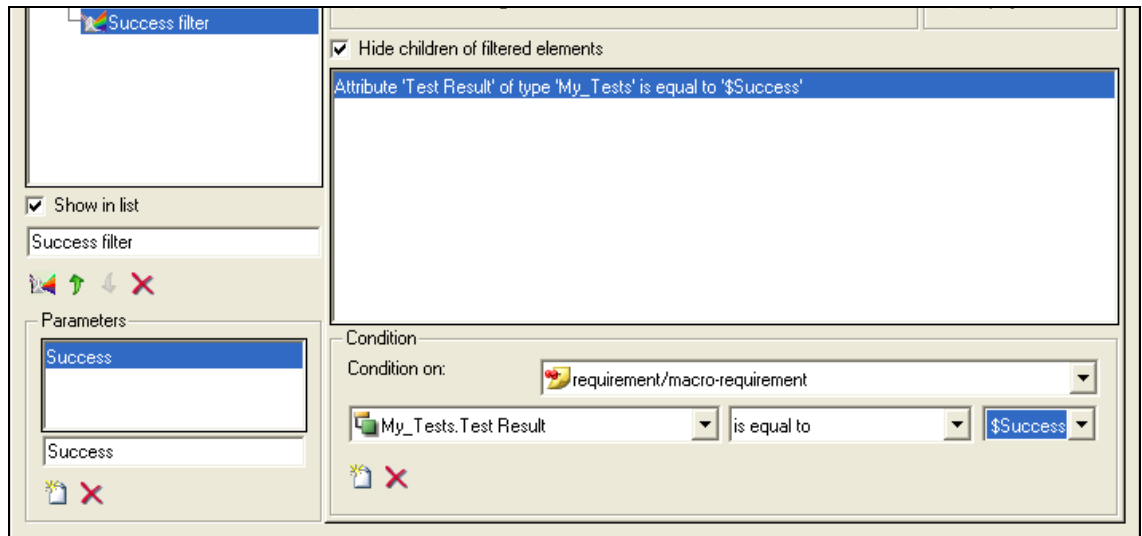 Success filter
Hide children of filtered elements
Attribute 'Test Result' of type 'My_Tests' is equal to '$Success'
Show in list
Success filter
Parameters
Success
Success
Condition
Condition on:
requirement/macro-requirement
My_Tests.Test Result
is equal to
$Success